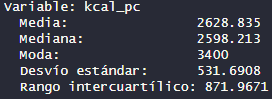 Variable: kcal_pc
Media: 2628.835
Mediana: 2598.213
Moda: 3400
Desvío estándar: 531.6908
Rango intercuartílico: 871.9671